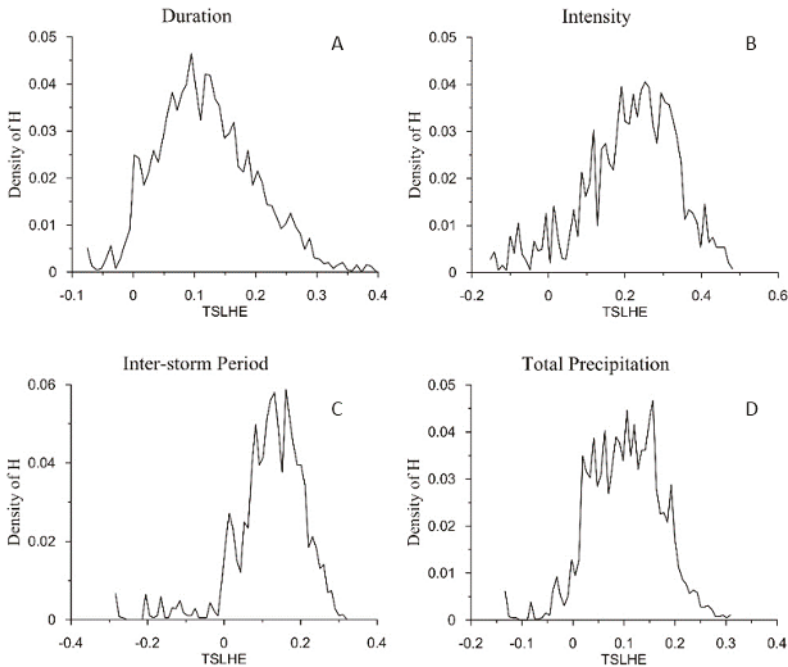 Duration
A
0.05
0.04
0.03
0.02
0.01
0
Density of H
-0.1 0 0.1 0.2 0.3 0.4
TSLHE
Intensity
B
0.05
0.04
0.03
0.02
0.01
0
Density of H
-0.2 0 0.2 0.4 0.6
TSLHE
Inter-storm Period
C
0.06
0.04
0.02
0
Density of H
-0.4 -0.2 0 0.2 0.4
TSLHE
Total Precipitation
D
0.05
0.04
0.03
0.02
0.01
0
Density of H
-0.2 -0.1 0 0.1 0.2 0.3 0.4
TSLHE